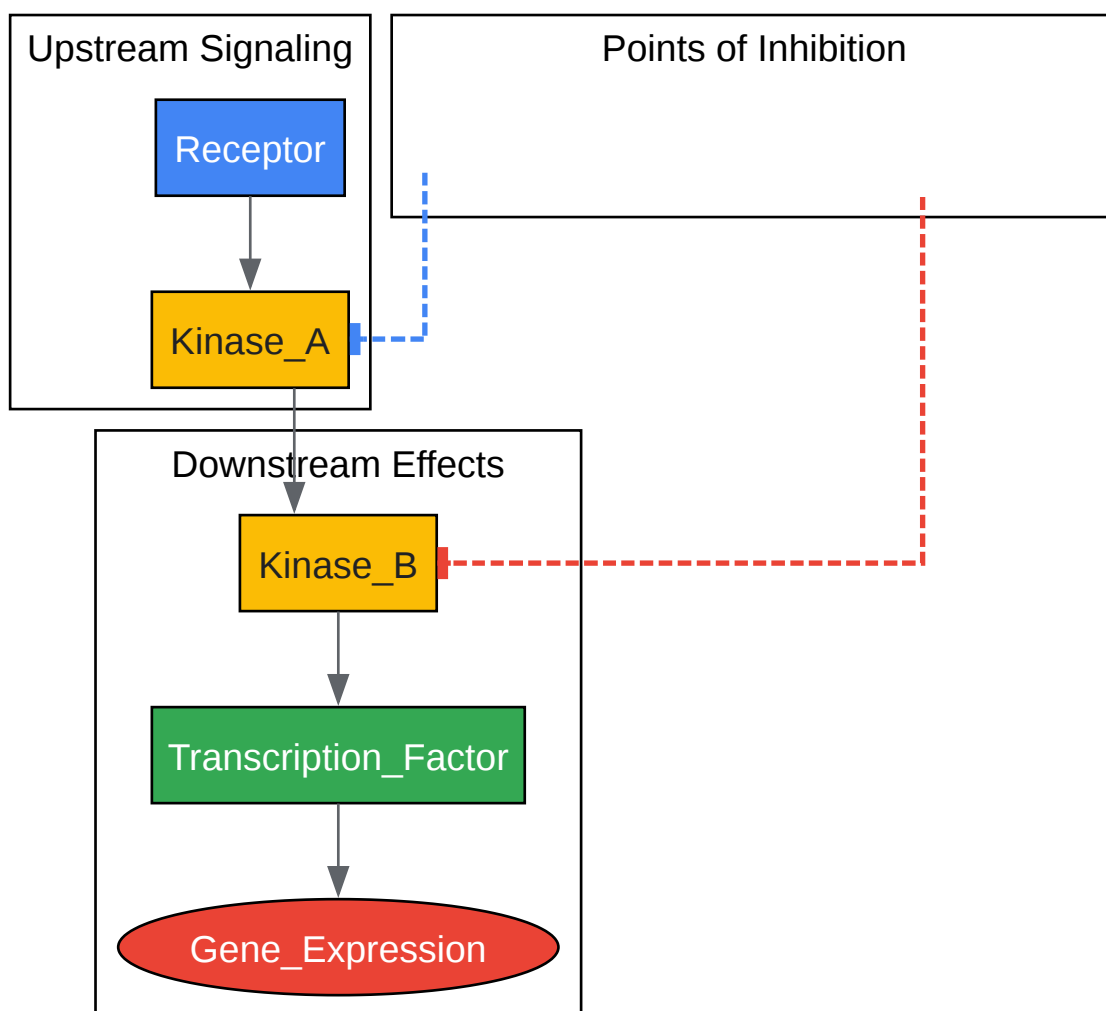 Upstream Signaling
Points of Inhibition
Receptor
Kinase_A
Downstream Effects
Kinase_B
Transcription_Factor
Gene_Expression